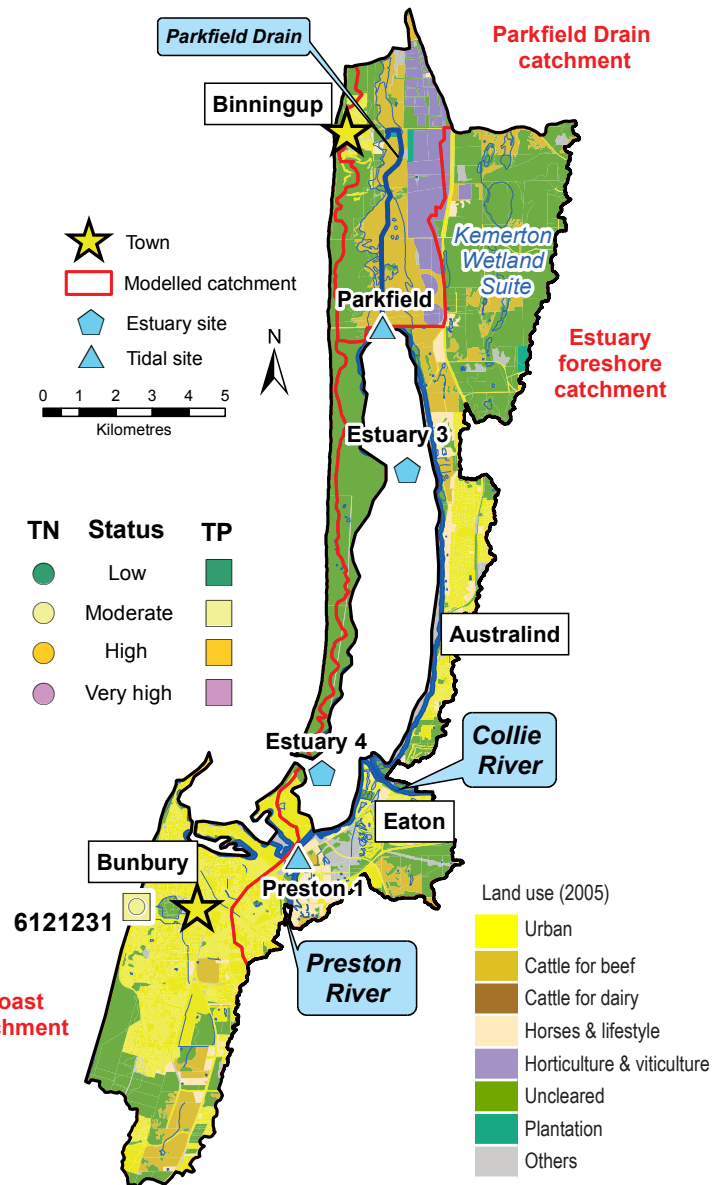 Parkfield Drain
Parkfield Drain
catchment
Binningup
Town
Modelled catchment
Estuary site
Tidal site
N
0 1 2 3 4 5
Kilometres
Kemerton
Wetland
Suite
Parkfield
Estuary
foreshore
catchment
Estuary 3
TN Status TP
Low
Moderate
High
Very high
Australind
Estuary 4
Collie
River
Eaton
Bunbury
Preston 1
6121231
Preston
River
Land use (2005)
Urban
Cattle for beef
Cattle for dairy
Horses & lifestyle
Horticulture & viticulture
Uncleared
Plantation
Others
oast
chment